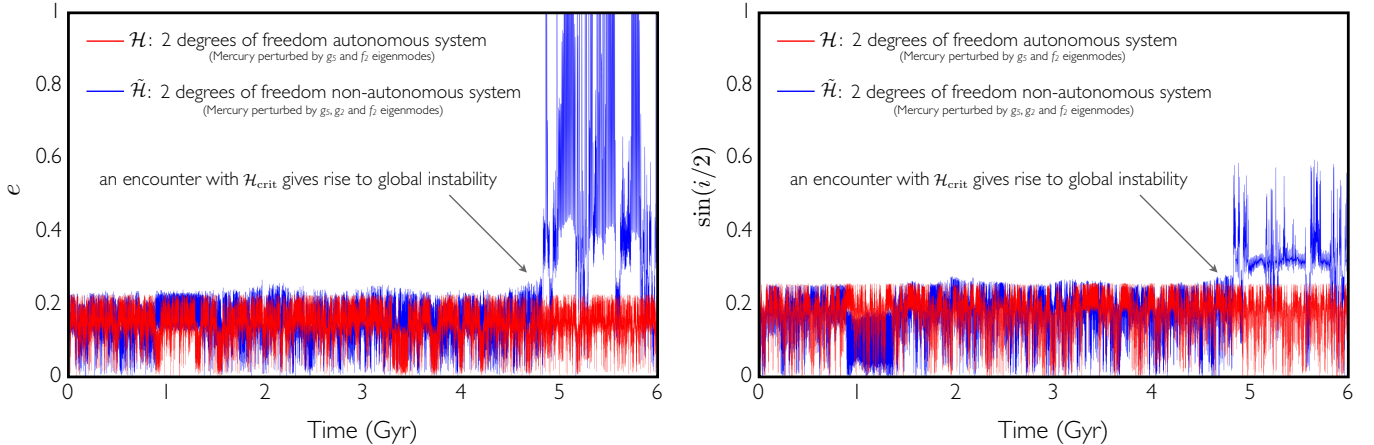 1
0.8
0.6
0.4
0.2
0
e
0 1 2 3 4 5 6
Time (Gyr)
ℋ: 2 degrees of freedom autonomous system
(Mercury perturbed by g₅ and f₂ eigenmodes)
ℋ̃: 2 degrees of freedom non-autonomous system
(Mercury perturbed by g₅, g₂ and f₂ eigenmodes)
an encounter with ℋcrit gives rise to global instability
1
0.8
0.6
0.4
0.2
0
sin(i/2)
0 1 2 3 4 5 6
Time (Gyr)
ℋ: 2 degrees of freedom autonomous system
(Mercury perturbed by g₅ and f₂ eigenmodes)
ℋ̃: 2 degrees of freedom non-autonomous system
(Mercury perturbed by g₅, g₂ and f₂ eigenmodes)
an encounter with ℋcrit gives rise to global instability